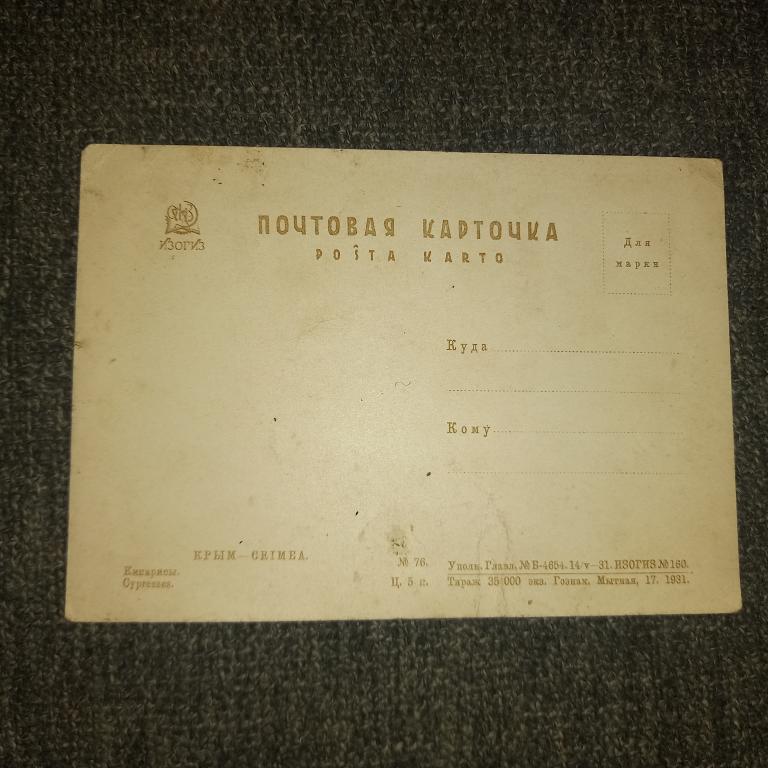 ИЗОГИЗ
ПОЧТОВАЯ КАРТОЧКА
POŜTA KARTO
Для
марки
Куда
Кому
КРЫМ—CRIMEA.
Кипарисы.
Cypresses.
№ 76.
Ц. 5 к.
Уполн. Главл. № Б-4654. 14/v—31. ИЗОГИЗ № 160.
Тираж 35 000 экз. Гознак. Мытная, 17. 1931.